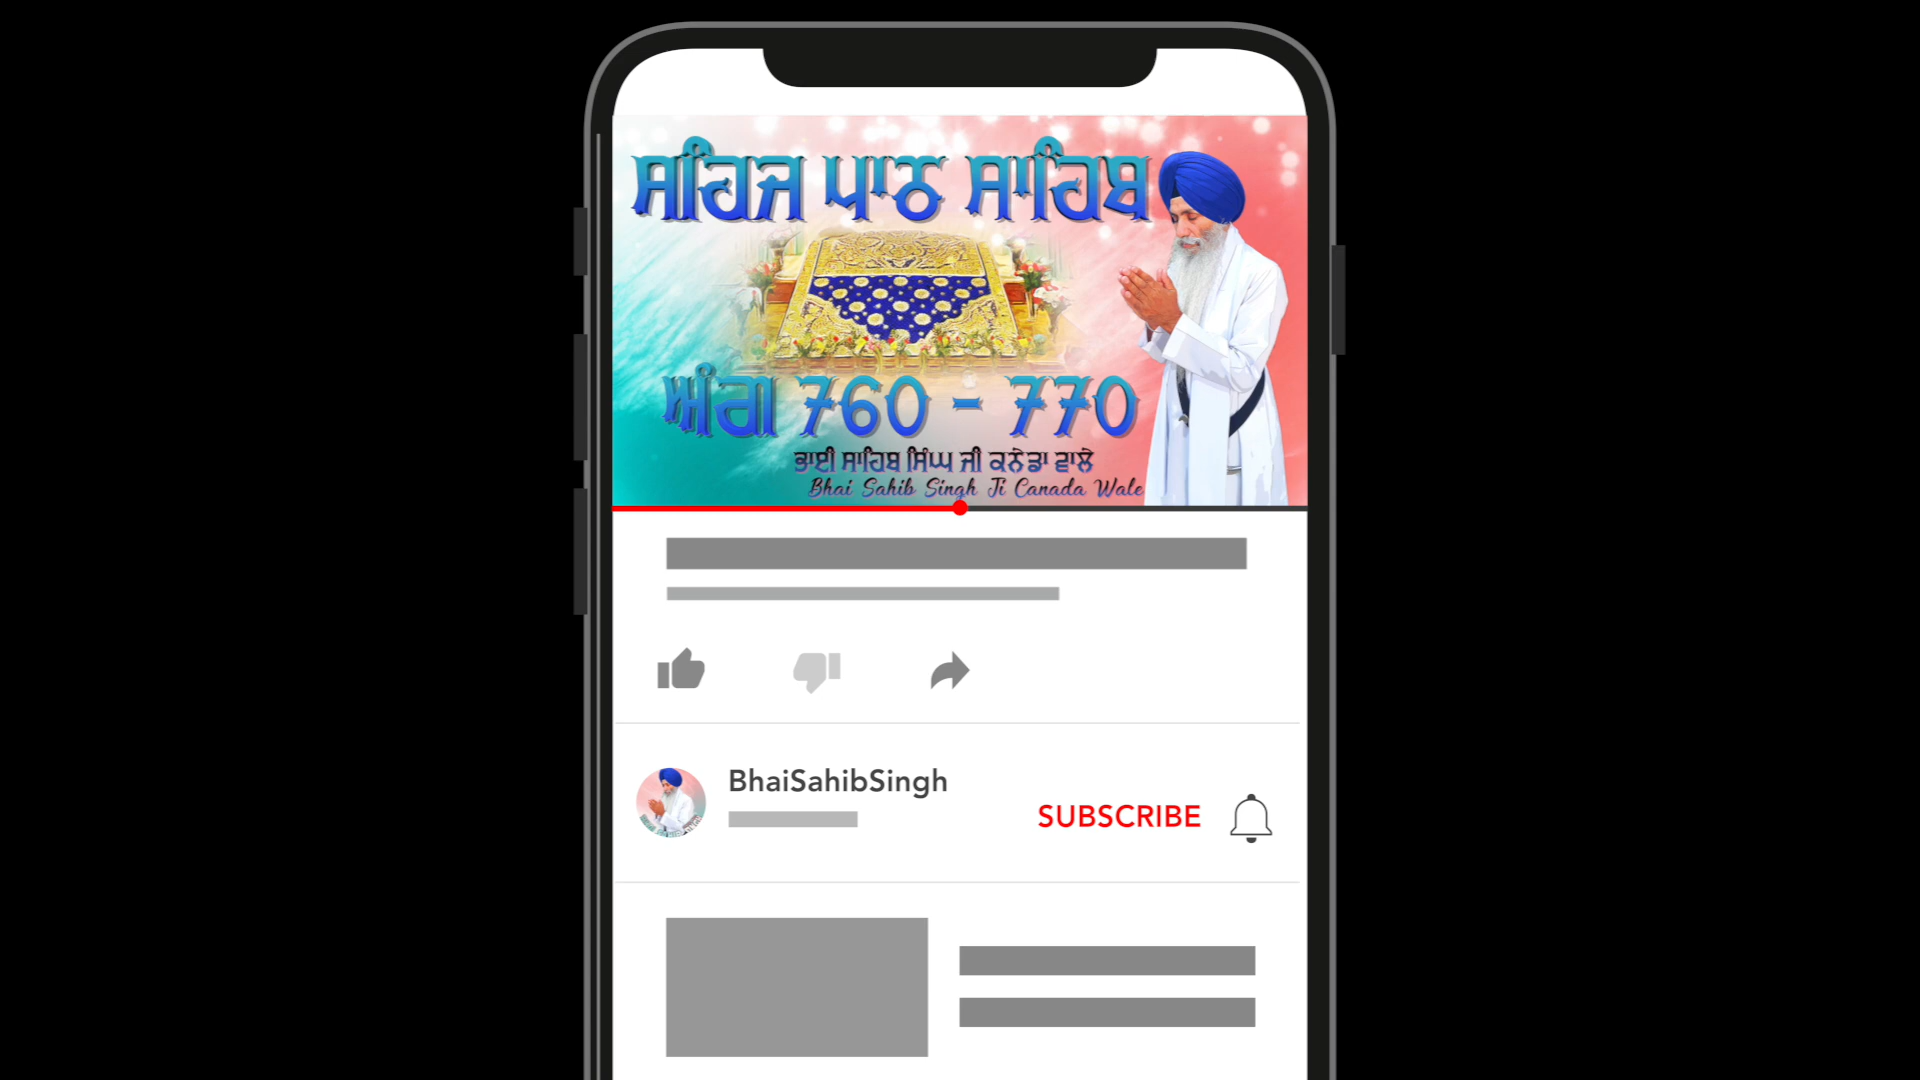 ਸਹਿਜ ਪਾਠ ਸਾਹਿਬ
ਅੰਗ 760 - 770
ਭਾਈ ਸਾਹਿਬ ਸਿੰਘ ਜੀ ਕਨੇਡਾ ਵਾਲੇ
Bhai Sahib Singh Ji Canada Wale
BhaiSahibSingh
SUBSCRIBE